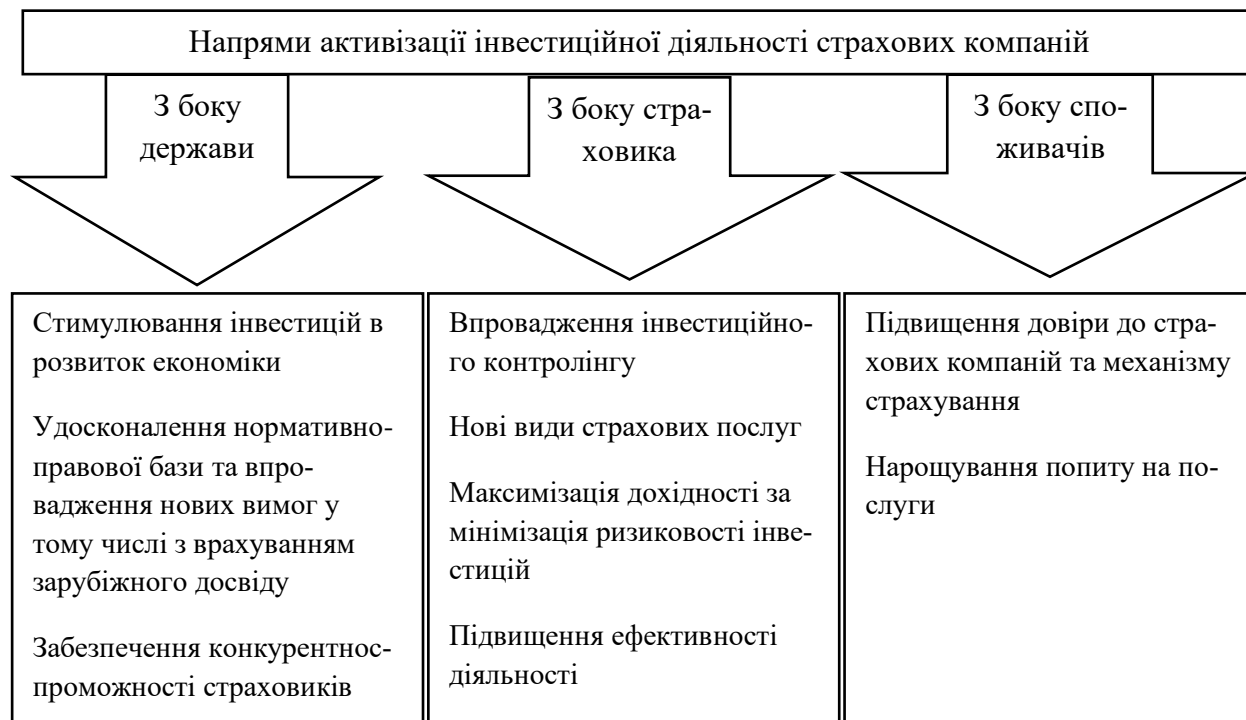 Напрями активізації інвестиційної діяльності страхових компаній
З боку
держави
З боку стра-
ховика
З боку спо-
живачів
Стимулювання інвестицій в
розвиток економіки
Удосконалення нормативно-
правової бази та впро-
вадження нових вимог у
тому числі з врахуванням
зарубіжного досвіду
Забезпечення конкурентнос-
проможності страховиків
Впровадження інвестиційно-
го контролінгу
Нові види страхових послуг
Максимізація дохідності за
мінімізація ризиковості інве-
стицій
Підвищення ефективності
діяльності
Підвищення довіри до стра-
хових компаній та механізму
страхування
Нарощування попиту на по-
слуги